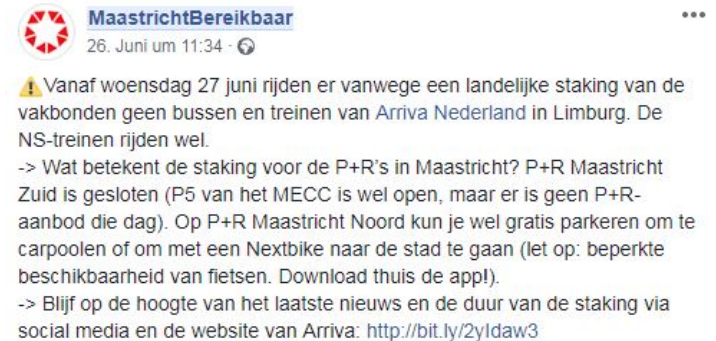 MaastrichtBereikbaar
26. Juni um 11:34 ·
Vanaf woensdag 27 juni rijden er vanwege een landelijke staking van de
vakbonden geen bussen en treinen van Arriva Nederland in Limburg. De
NS-treinen rijden wel.
-> Wat betekent de staking voor de P+R's in Maastricht? P+R Maastricht
Zuid is gesloten (P5 van het MECC is wel open, maar er is geen P+R-
aanbod die dag). Op P+R Maastricht Noord kun je wel gratis parkeren om te
carpoolen of om met een Nextbike naar de stad te gaan (let op: beperkte
beschikbaarheid van fietsen. Download thuis de app!).
-> Blijf op de hoogte van het laatste nieuws en de duur van de staking via
social media en de website van Arriva: http://bit.ly/2yIdaw3